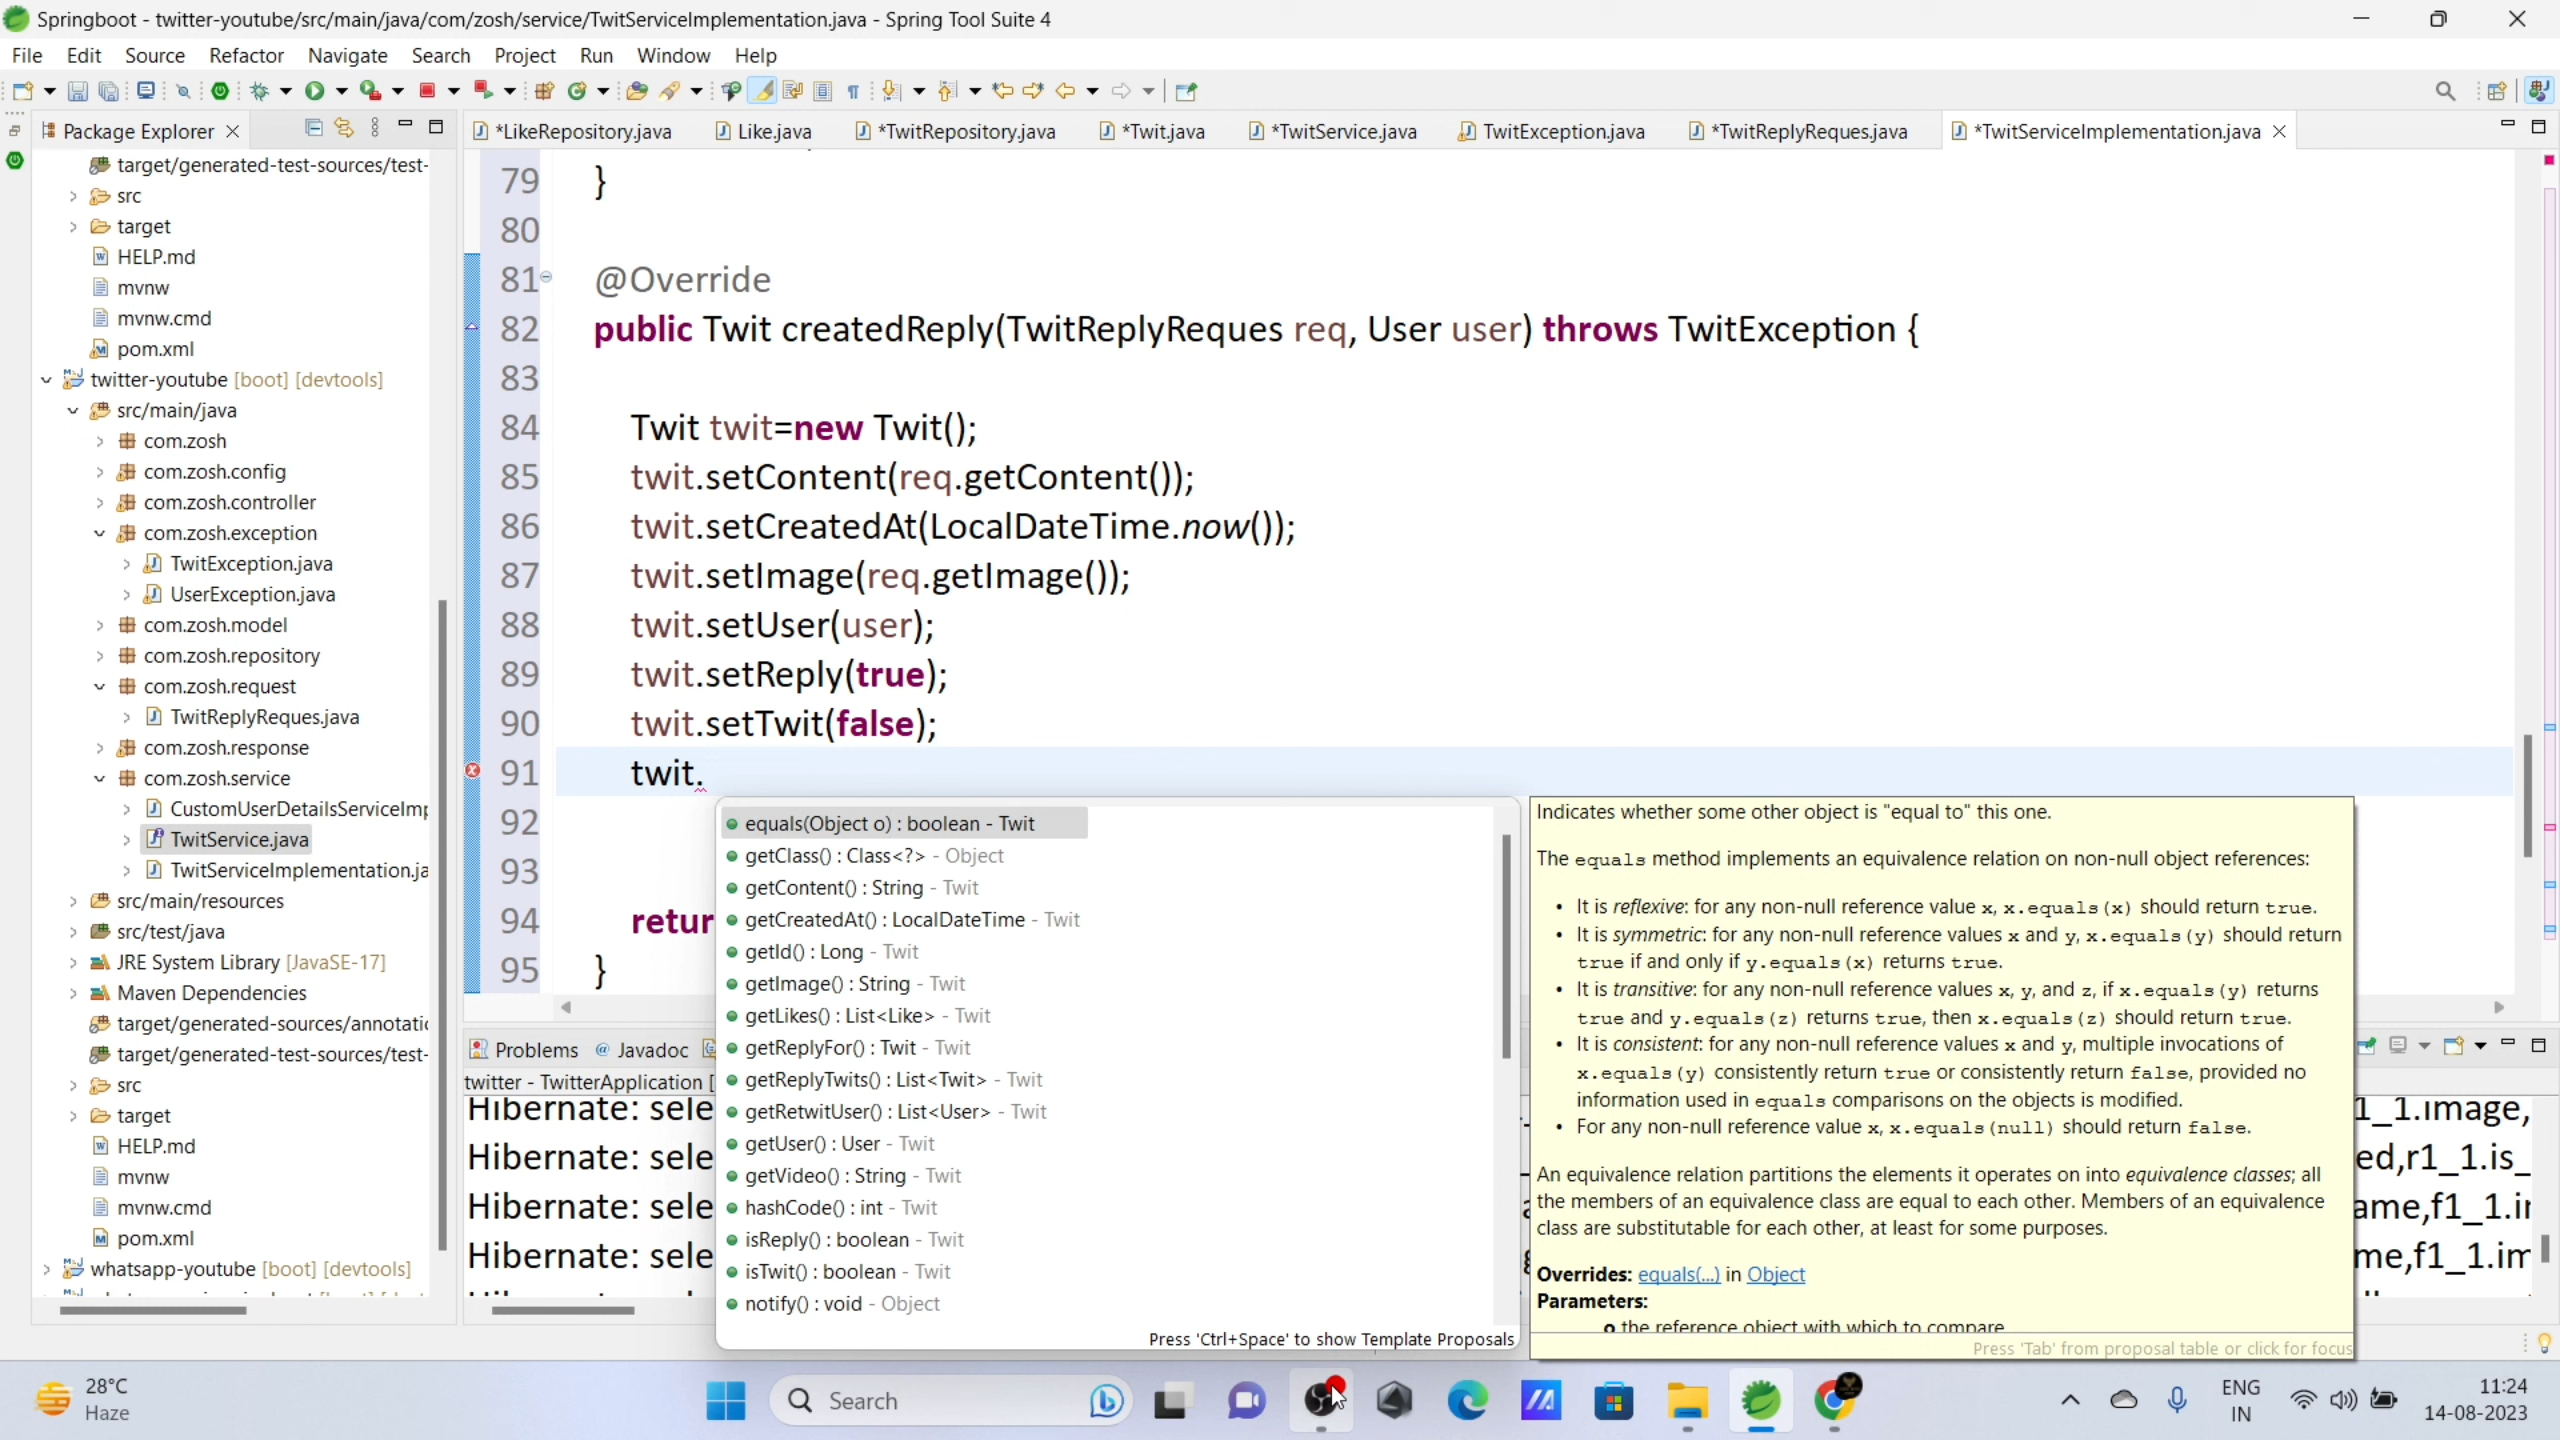 Springboot - twitter-youtube/src/main/java/com/zosh/service/TwitServiceImplementation.java - Spring Tool Suite 4
File Edit Source Refactor Navigate Search Project Run Window Help
Package Explorer
*LikeRepository.java Like.java *TwitRepository.java *Twit.java *TwitService.java TwitException.java *TwitReplyReques.java *TwitServiceImplementation.java
target/generated-test-sources/test-
src
target
HELP.md
mvnw
mvnw.cmd
pom.xml
twitter-youtube [boot] [devtools]
src/main/java
com.zosh
com.zosh.config
com.zosh.controller
com.zosh.exception
TwitException.java
UserException.java
com.zosh.model
com.zosh.repository
com.zosh.request
TwitReplyReques.java
com.zosh.response
com.zosh.service
CustomUserDetailsServiceImp
TwitService.java
TwitServiceImplementation.ja
src/main/resources
src/test/java
JRE System Library [JavaSE-17]
Maven Dependencies
target/generated-sources/annotatio
target/generated-test-sources/test-
src
target
HELP.md
mvnw
mvnw.cmd
pom.xml
whatsapp-youtube [boot] [devtools]
79 }
80
81 @Override
82 public Twit createdReply(TwitReplyReques req, User user) throws TwitException {
83
84 Twit twit=new Twit();
85 twit.setContent(req.getContent());
86 twit.setCreatedAt(LocalDateTime.now());
87 twit.setImage(req.getImage());
88 twit.setUser(user);
89 twit.setReply(true);
90 twit.setTwit(false);
91 twit.
92
93
94 retur
95 }
equals(Object o) : boolean - Twit
getClass() : Class<?> - Object
getContent() : String - Twit
getCreatedAt() : LocalDateTime - Twit
getId() : Long - Twit
getImage() : String - Twit
getLikes() : List<Like> - Twit
getReplyFor() : Twit - Twit
getReplyTwits() : List<Twit> - Twit
getRetwitUser() : List<User> - Twit
getUser() : User - Twit
getVideo() : String - Twit
hashCode() : int - Twit
isReply() : boolean - Twit
isTwit() : boolean - Twit
notify() : void - Object
Press 'Ctrl+Space' to show Template Proposals
Indicates whether some other object is "equal to" this one.
The equals method implements an equivalence relation on non-null object references:
• It is reflexive: for any non-null reference value x, x.equals(x) should return true.
• It is symmetric: for any non-null reference values x and y, x.equals(y) should return
true if and only if y.equals(x) returns true.
• It is transitive: for any non-null reference values x, y, and z, if x.equals(y) returns
true and y.equals(z) returns true, then x.equals(z) should return true.
• It is consistent: for any non-null reference values x and y, multiple invocations of
x.equals(y) consistently return true or consistently return false, provided no
information used in equals comparisons on the objects is modified.
• For any non-null reference value x, x.equals(null) should return false.
An equivalence relation partitions the elements it operates on into equivalence classes; all
the members of an equivalence class are equal to each other. Members of an equivalence
class are substitutable for each other, at least for some purposes.
Overrides: equals(...) in Object
Parameters:
o the reference object with which to compare
Press 'Tab' from proposal table or click for focus
Problems @ Javadoc
twitter - TwitterApplication [
Hibernate: sele
Hibernate: sele
Hibernate: sele
Hibernate: sele
1_1.image,
ed,r1_1.is_
ame,f1_1.ir
me,f1_1.im
28°C
Haze
Search
ENG
IN
11:24
14-08-2023